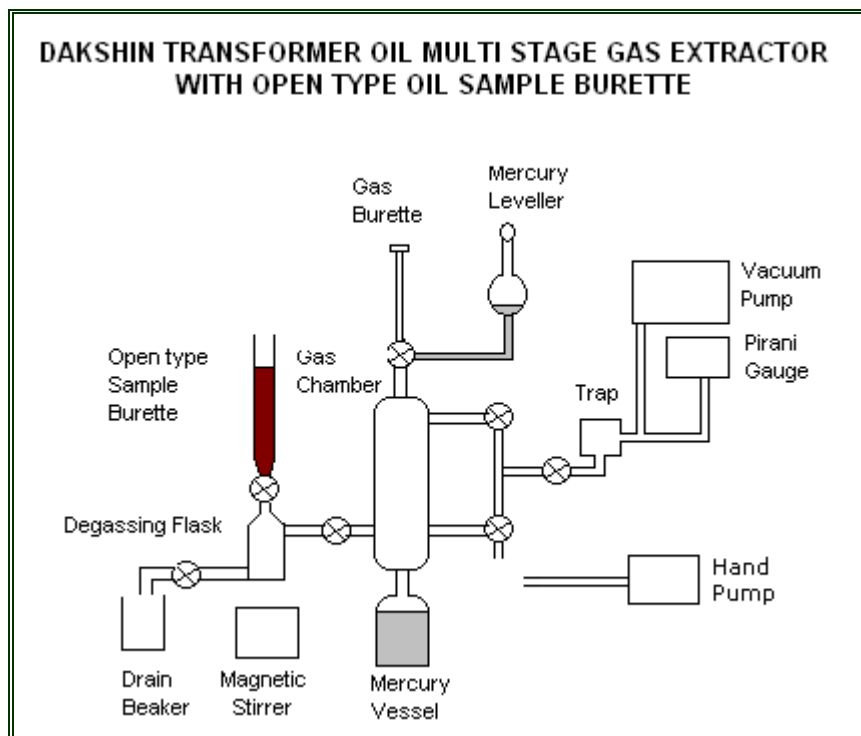 DAKSHIN TRANSFORMER OIL MULTI STAGE GAS EXTRACTOR
WITH OPEN TYPE OIL SAMPLE BURETTE
Mercury
Leveller
Gas
Burette
Vacuum
Pump
Pirani
Gauge
Open type
Sample
Burette
Gas
Chamber
Trap
Degassing Flask
Hand
Pump
Drain
Beaker
Magnetic
Stirrer
Mercury
Vessel